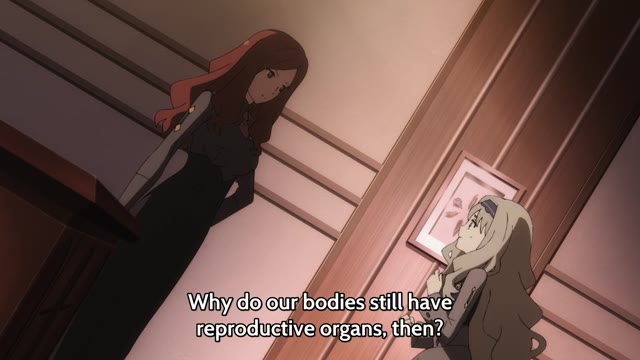 Why do our bodies still have
reproductive organs, then?